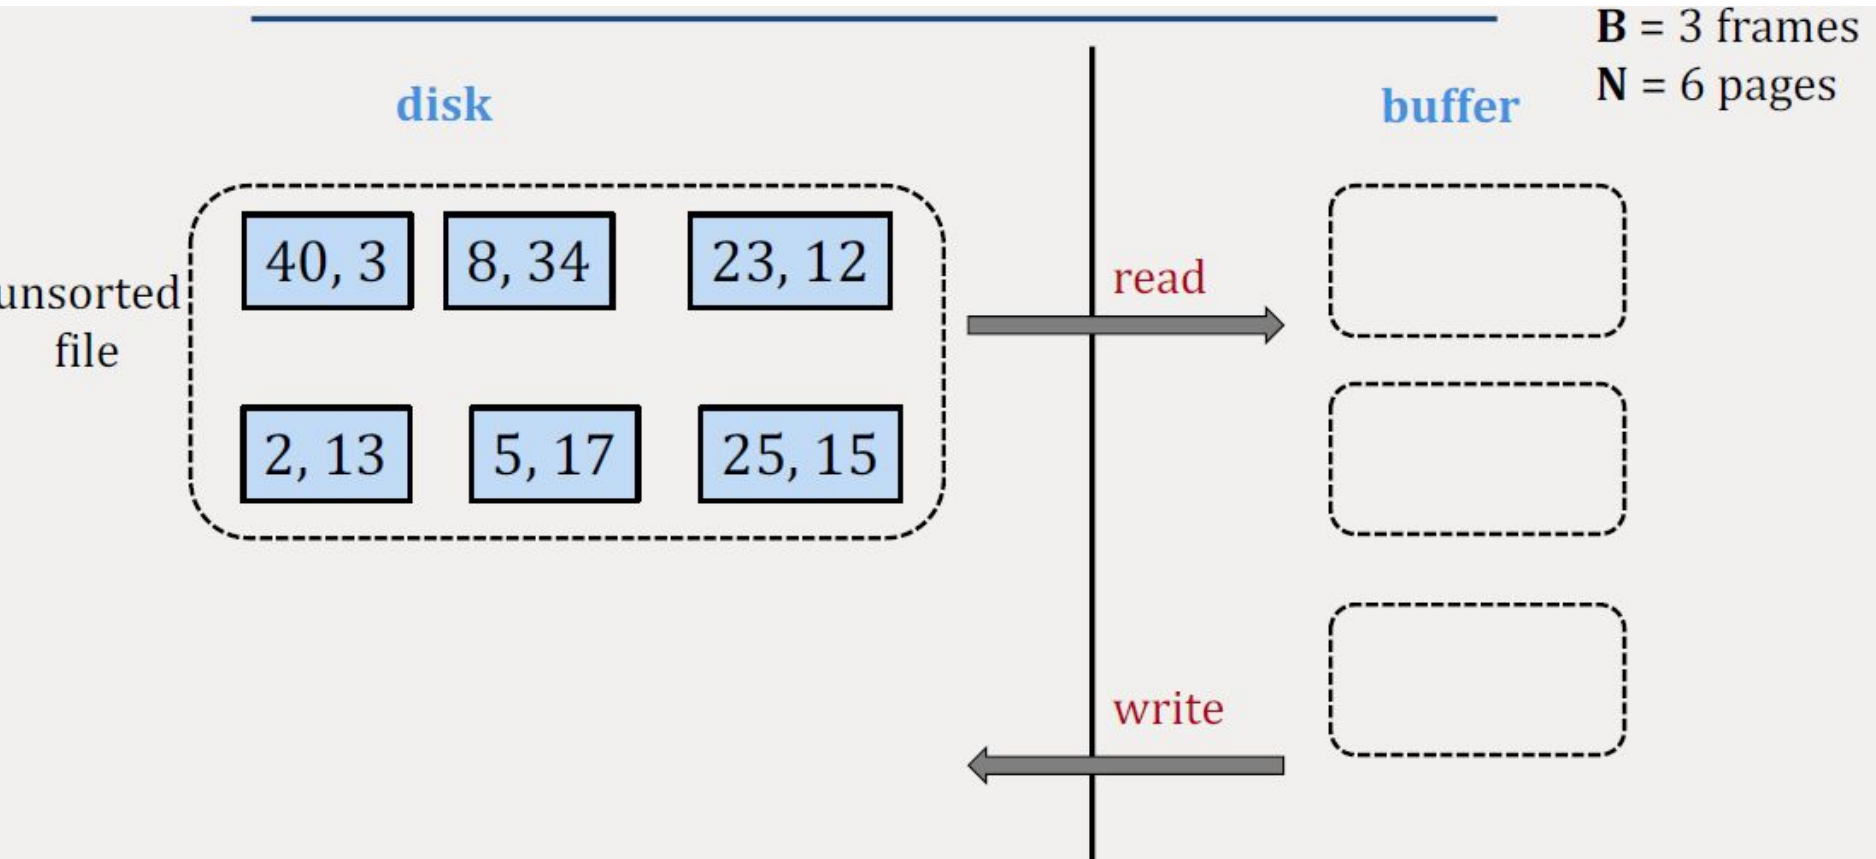 B = 3 frames
N = 6 pages
disk
buffer
40, 3
8, 34
23, 12
unsorted
file
read
2, 13
5, 17
25, 15
write